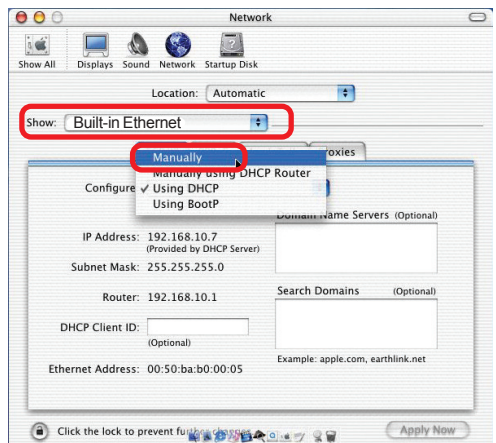 Network
Show All Displays Sound Network Startup Disk
Location: Automatic
Show: Built-in Ethernet
Proxies
Manually
Manually using DHCP Router
Configure ✓ Using DHCP
Using BootP
Domain Name Servers (Optional)
IP Address: 192.168.10.7
(Provided by DHCP Server)
Subnet Mask: 255.255.255.0
Router: 192.168.10.1
Search Domains (Optional)
DHCP Client ID:
(Optional)
Example: apple.com, earthlink.net
Ethernet Address: 00:50:ba:b0:00:05
Click the lock to prevent further changes.
Apply Now